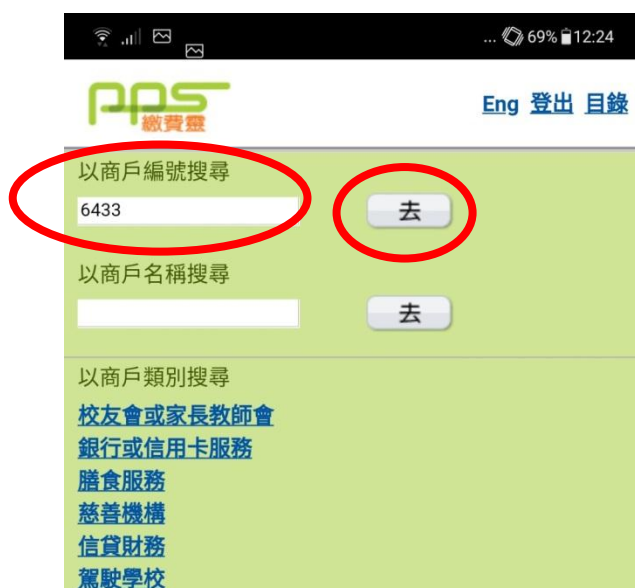 ... 69% 12:24
pps
繳費靈
Eng 登出 目錄
以商戶編號搜尋
6433 去
以商戶名稱搜尋
去
以商戶類別搜尋
校友會或家長教師會
銀行或信用卡服務
膳食服務
慈善機構
信貸財務
駕駛學校